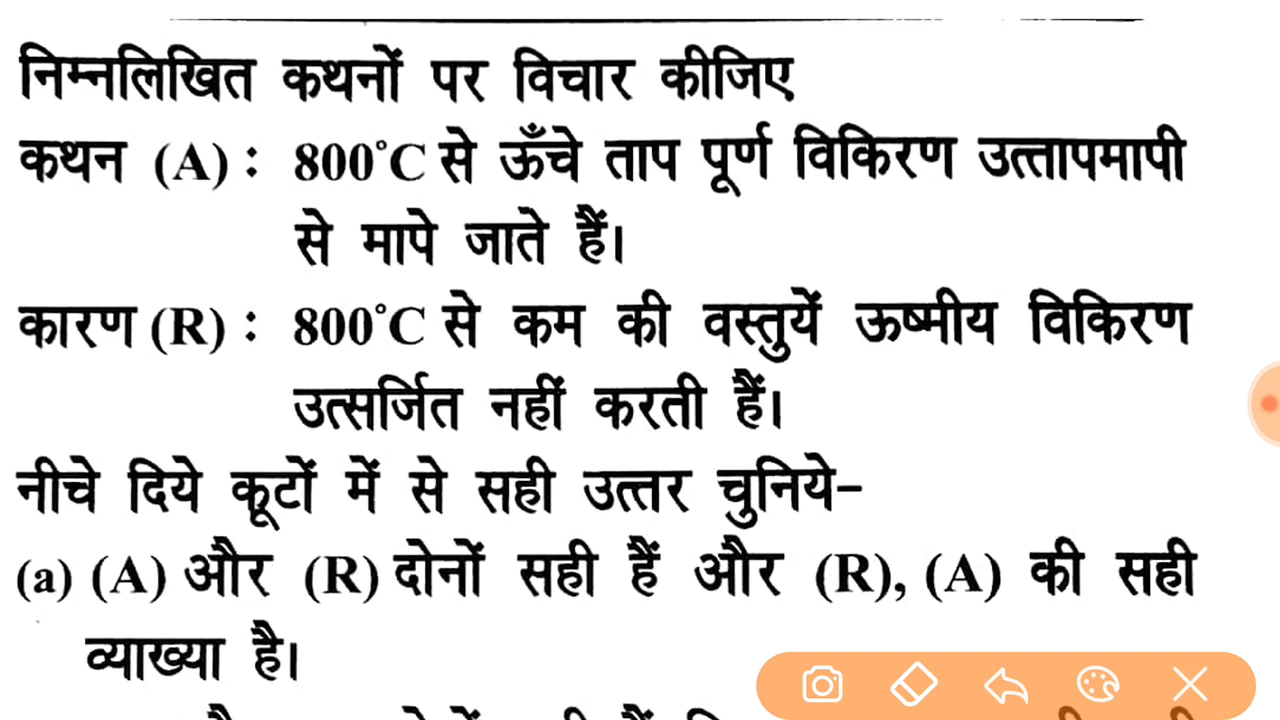 निम्नलिखित कथनों पर विचार कीजिए
कथन (A) : 800°C से ऊँचे ताप पूर्ण विकिरण उत्तापमापी
से मापे जाते हैं।
कारण (R) : 800°C से कम की वस्तुयें ऊष्मीय विकिरण
उत्सर्जित नहीं करती हैं।
नीचे दिये कूटों में से सही उत्तर चुनिये–
(a) (A) और (R) दोनों सही हैं और (R), (A) की सही
व्याख्या है।